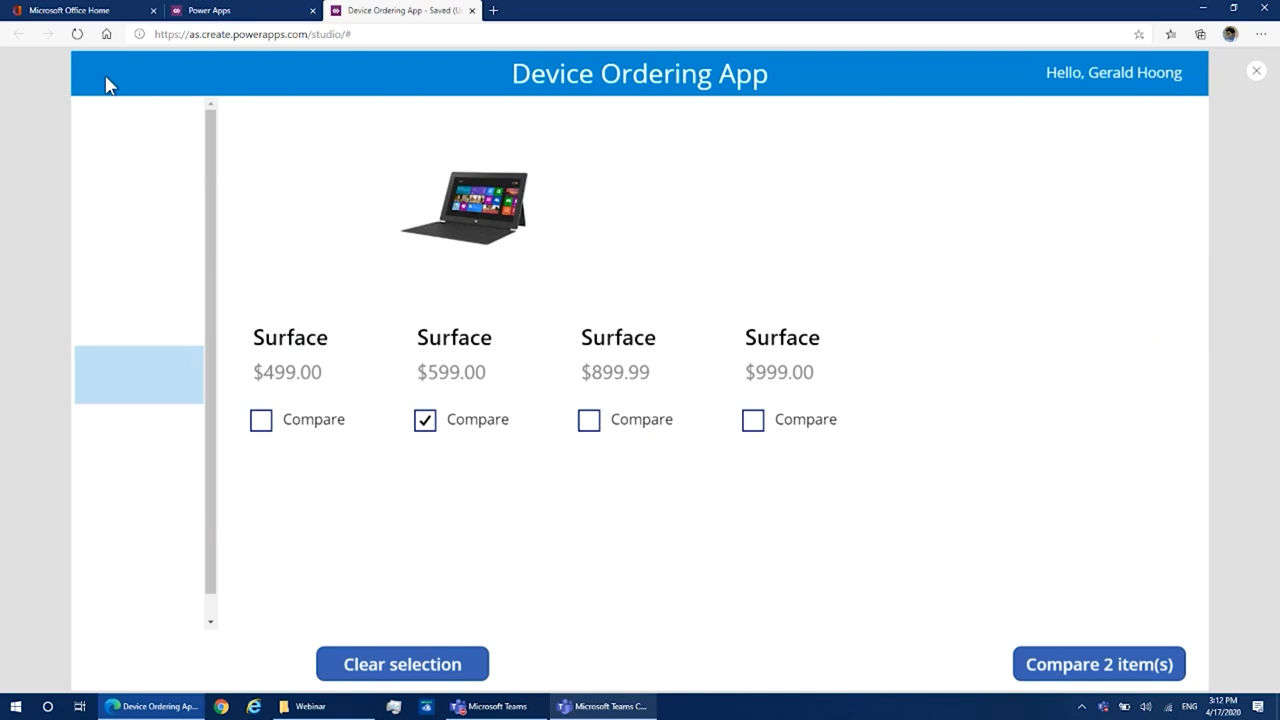 Microsoft Office Home
Power Apps
Device Ordering App - Saved (U
https://as.create.powerapps.com/studio/#
Device Ordering App
Hello, Gerald Hoong
Surface Surface Surface Surface
$499.00 $599.00 $899.99 $999.00
Compare Compare Compare Compare
Clear selection
Compare 2 item(s)
Device Ordering Ap...
Webinar
Microsoft Teams
Microsoft Teams C...
ENG
3:12 PM
4/17/2020